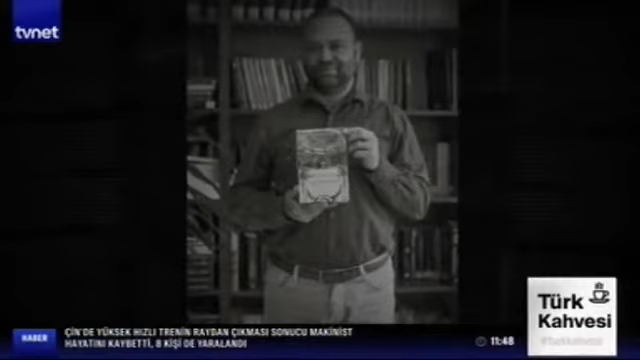 tvnet
HABER
ÇİN'DE YÜKSEK HIZLI TRENİN RAYDAN ÇIKMASI SONUCU MAKİNİST
HAYATINI KAYBETTİ, 8 KİŞİ DE YARALANDI
11:48
Türk
Kahvesi
#turkkahvesi